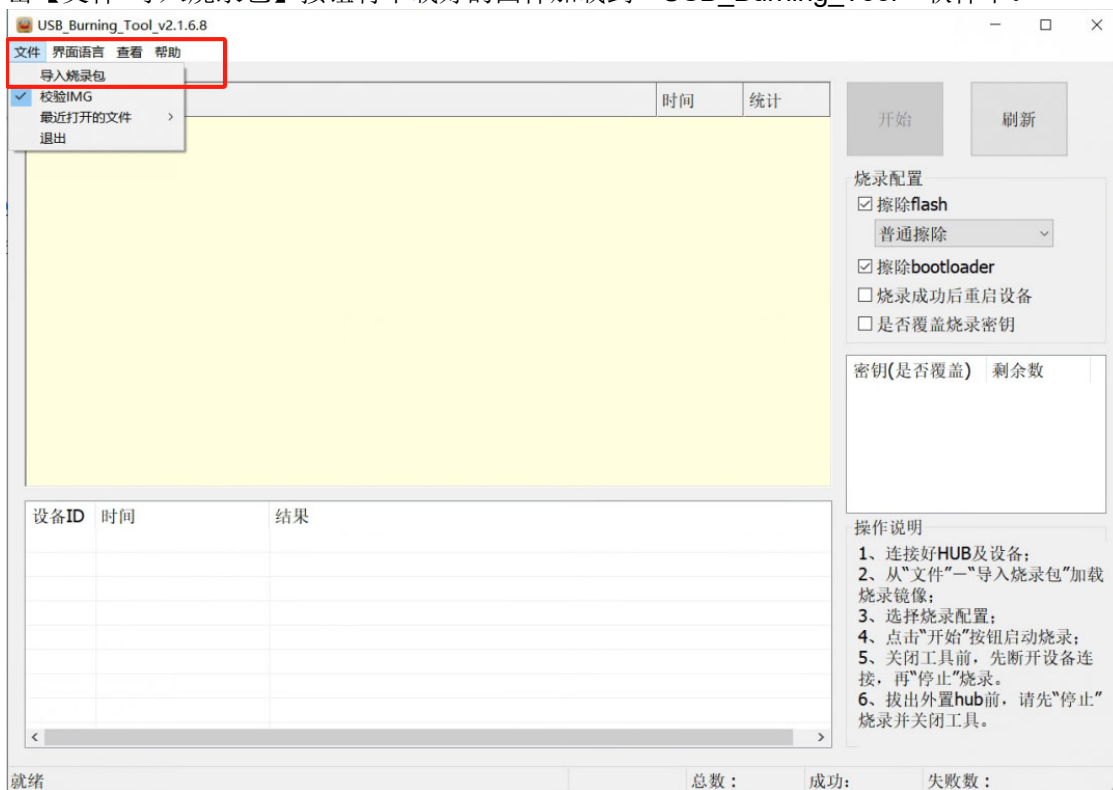 USB_Burning_Tool_v2.1.6.8
文件 界面语言 查看 帮助
导入烧录包
校验IMG
最近打开的文件
退出
时间 统计
开始 刷新
烧录配置
擦除flash
普通擦除
擦除bootloader
烧录成功后重启设备
是否覆盖烧录密钥
密钥(是否覆盖) 剩余数
设备ID 时间 结果
操作说明
1、连接好HUB及设备;
2、从"文件"—"导入烧录包"加载
烧录镜像;
3、选择烧录配置;
4、点击"开始"按钮启动烧录;
5、关闭工具前,先断开设备连
接,再"停止"烧录。
6、拔出外置hub前,请先"停止"
烧录并关闭工具。
就绪 总数: 成功: 失败数: